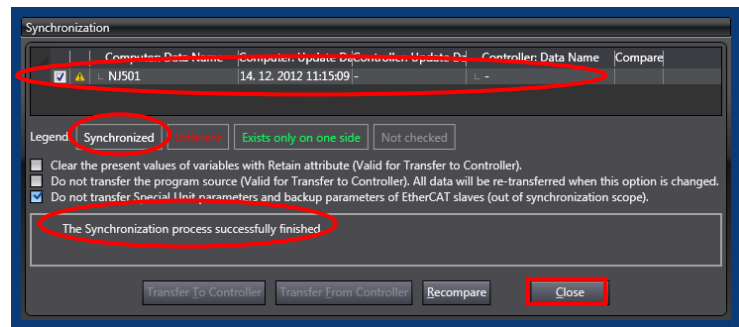 Synchronization
Computer: Data Name Computer: Update Da Controller: Update Da Controller: Data Name Compare
NJ501 14. 12. 2012 11:15:09 - -
Legend Synchronized Different Exists only on one side Not checked
Clear the present values of variables with Retain attribute (Valid for Transfer to Controller).
Do not transfer the program source (Valid for Transfer to Controller). All data will be re-transferred when this option is changed.
Do not transfer Special Unit parameters and backup parameters of EtherCAT slaves (out of synchronization scope).
The Synchronization process successfully finished
Transfer To Controller Transfer From Controller Recompare Close